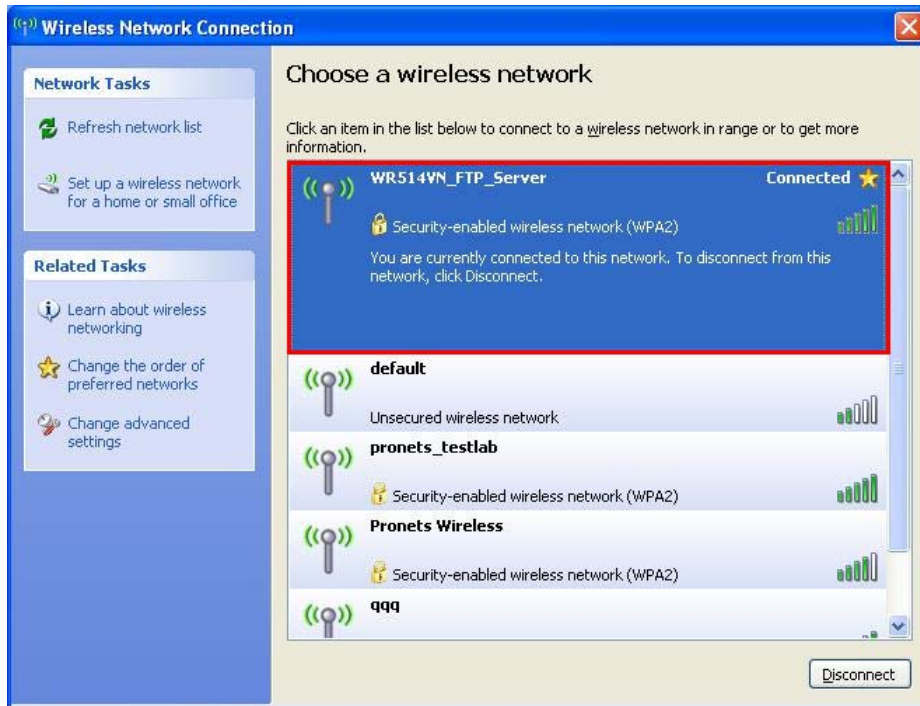 Wireless Network Connection
Network Tasks
Refresh network list
Set up a wireless network
for a home or small office
Related Tasks
Learn about wireless
networking
Change the order of
preferred networks
Change advanced
settings
Choose a wireless network
Click an item in the list below to connect to a wireless network in range or to get more
information.
WR514VN_FTP_Server
Connected
Security-enabled wireless network (WPA2)
You are currently connected to this network. To disconnect from this
network, click Disconnect.
default
Unsecured wireless network
pronets_testlab
Security-enabled wireless network (WPA2)
Pronets Wireless
Security-enabled wireless network (WPA2)
qqq
Disconnect